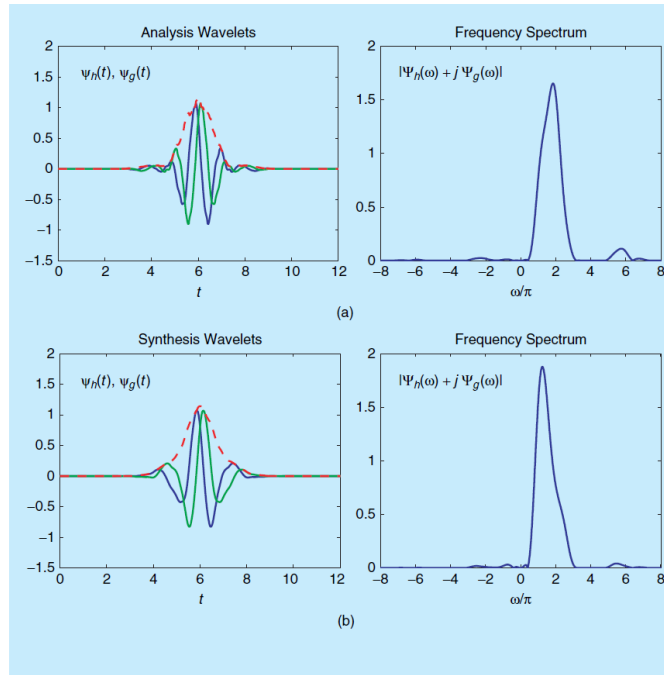 Analysis Wavelets
ψh(t), ψg(t)
2
1.5
1
0.5
0
−0.5
−1
−1.5
0 2 4 6 8 10 12
t
Frequency Spectrum
|Ψh(ω) + j Ψg(ω)|
2
1.5
1
0.5
0
−8 −6 −4 −2 0 2 4 6 8
ω/π
(a)
Synthesis Wavelets
ψh(t), ψg(t)
2
1.5
1
0.5
0
−0.5
−1
−1.5
0 2 4 6 8 10 12
t
Frequency Spectrum
|Ψh(ω) + j Ψg(ω)|
2
1.5
1
0.5
0
−8 −6 −4 −2 0 2 4 6 8
ω/π
(b)